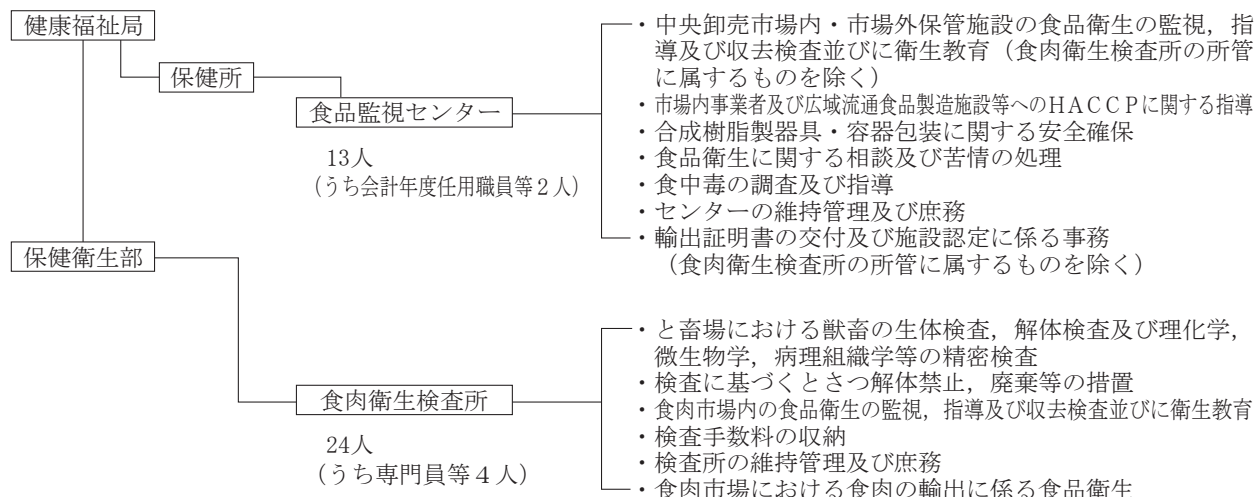 健康福祉局
保健所
食品監視センター
13人
(うち会計年度任用職員等2人)
・中央卸売市場内・市場外保管施設の食品衛生の監視，指
導及び収去検査並びに衛生教育（食肉衛生検査所の所管
に属するものを除く）
・市場内事業者及び広域流通食品製造施設等へのＨＡＣＣＰに関する指導
・合成樹脂製器具・容器包装に関する安全確保
・食品衛生に関する相談及び苦情の処理
・食中毒の調査及び指導
・センターの維持管理及び庶務
・輸出証明書の交付及び施設認定に係る事務
（食肉衛生検査所の所管に属するものを除く）
保健衛生部
食肉衛生検査所
24人
（うち専門員等４人）
・と畜場における獣畜の生体検査，解体検査及び理化学，
微生物学，病理組織学等の精密検査
・検査に基づくとさつ解体禁止，廃棄等の措置
・食肉市場内の食品衛生の監視，指導及び収去検査並びに衛生教育
・検査手数料の収納
・検査所の維持管理及び庶務
・食肉市場における食肉の輸出に係る食品衛生